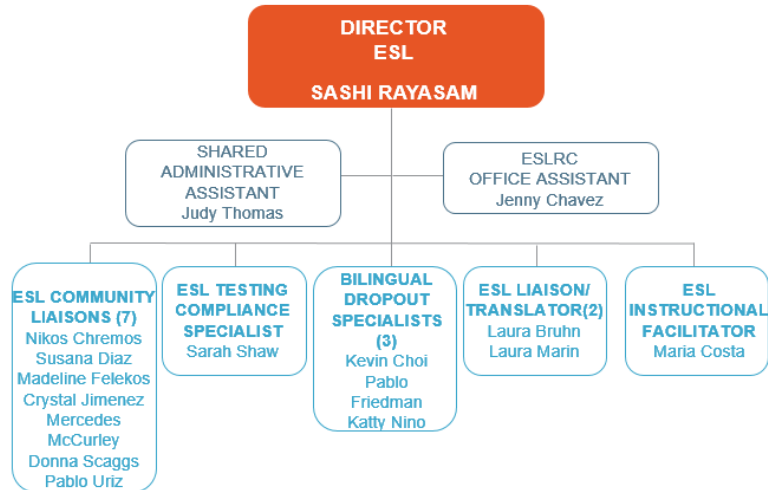 DIRECTOR
ESL
SASHI RAYASAM
SHARED
ADMINISTRATIVE
ASSISTANT
Judy Thomas
ESLRC
OFFICE ASSISTANT
Jenny Chavez
ESL COMMUNITY
LIAISONS (7)
Nikos Chremos
Susana Diaz
Madeline Felekos
Crystal Jimenez
Mercedes
McCurley
Donna Scaggs
Pablo Uriz
ESL TESTING
COMPLIANCE
SPECIALIST
Sarah Shaw
BILINGUAL
DROPOUT
SPECIALISTS
(3)
Kevin Choi
Pablo
Friedman
Katty Nino
ESL LIAISON/
TRANSLATOR(2)
Laura Bruhn
Laura Marin
ESL
INSTRUCTIONAL
FACILITATOR
Maria Costa